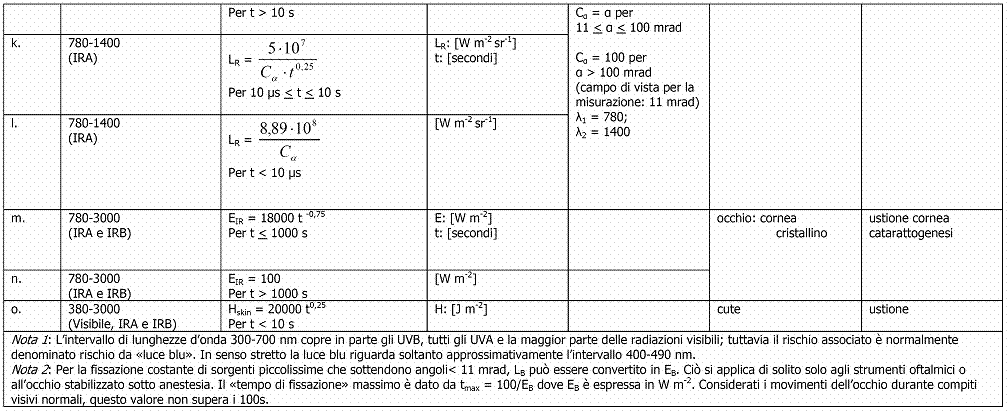 Per t > 10 s
C_α = α per
11 ≤ α ≤ 100 mrad
C_α = 100 per
α > 100 mrad
(campo di vista per la
misurazione: 11 mrad)
λ₁ = 780;
λ₂ = 1400
k.
780-1400
(IRA)
L_R = 5·10⁷ / (C_α · t^0,25)
Per 10 µs ≤ t ≤ 10 s
L_R: [W m⁻² sr⁻¹]
t: [secondi]
l.
780-1400
(IRA)
L_R = 8,89·10⁸ / C_α
Per t < 10 µs
[W m⁻² sr⁻¹]
m.
780-3000
(IRA e IRB)
E_IR = 18000 t^-0,75
Per t ≤ 1000 s
E: [W m⁻²]
t: [secondi]
occhio: cornea
cristallino
ustione cornea
catarattogenesi
n.
780-3000
(IRA e IRB)
E_IR = 100
Per t > 1000 s
[W m⁻²]
o.
380-3000
(Visibile, IRA e IRB)
H_skin = 20000 t^0,25
Per t < 10 s
H: [J m⁻²]
cute
ustione
Nota 1: L'intervallo di lunghezze d'onda 300-700 nm copre in parte gli UVB, tutti gli UVA e la maggior parte delle radiazioni visibili; tuttavia il rischio associato è normalmente
denominato rischio da «luce blu». In senso stretto la luce blu riguarda soltanto approssimativamente l'intervallo 400-490 nm.
Nota 2: Per la fissazione costante di sorgenti piccolissime che sottendono angoli< 11 mrad, L_B può essere convertito in E_B. Ciò si applica di solito solo agli strumenti oftalmici o
all'occhio stabilizzato sotto anestesia. Il «tempo di fissazione» massimo è dato da t_max = 100/E_B dove E_B è espressa in W m⁻². Considerati i movimenti dell'occhio durante compiti
visivi normali, questo valore non supera i 100s.